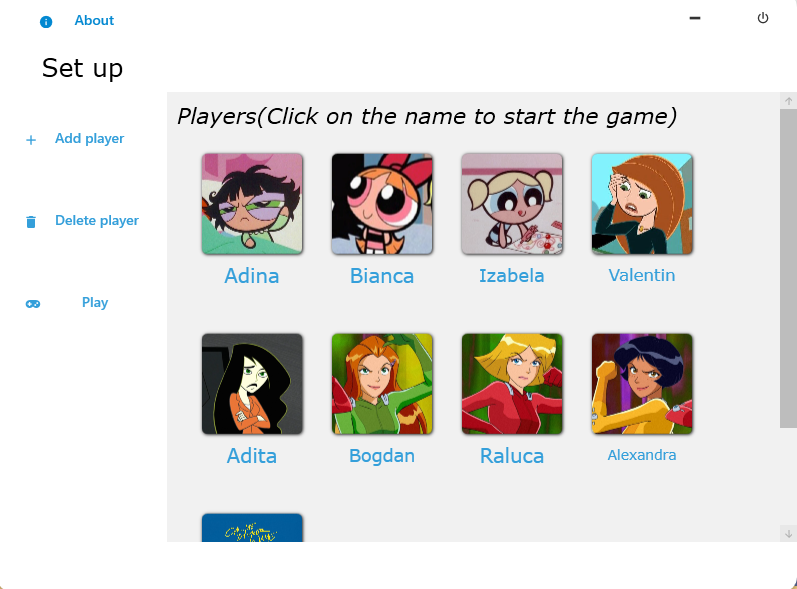 About
Set up
Players(Click on the name to start the game)
Add player
Delete player
Play
Adina
Bianca
Izabela
Valentin
Adita
Bogdan
Raluca
Alexandra